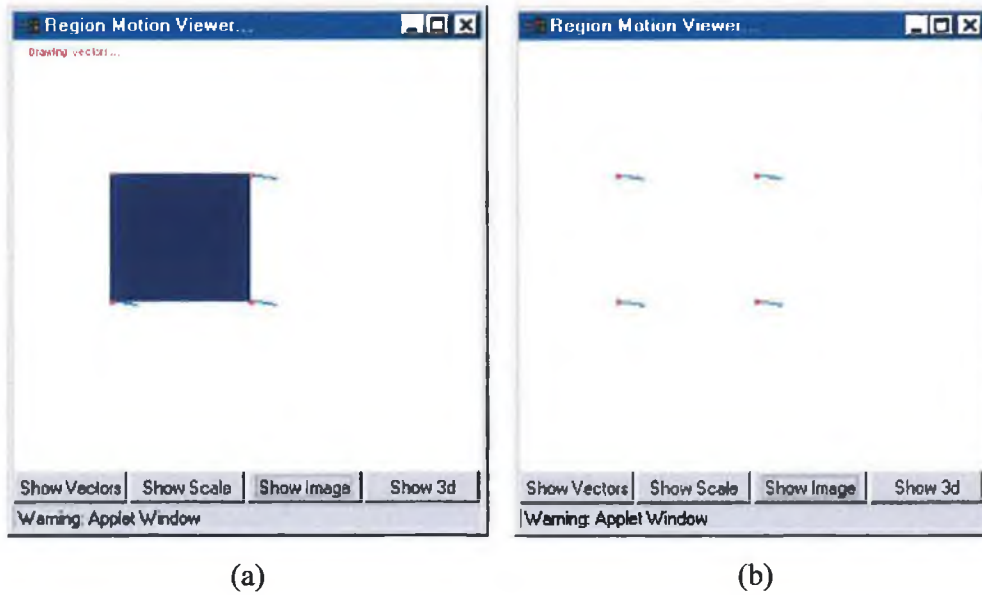 Region Motion Viewer...
Drawing vectors...
Show Vectors Show Scale Show Image Show 3d
Warning: Applet Window
(a)
Region Motion Viewer...
Show Vectors Show Scale Show Image Show 3d
Warning: Applet Window
(b)